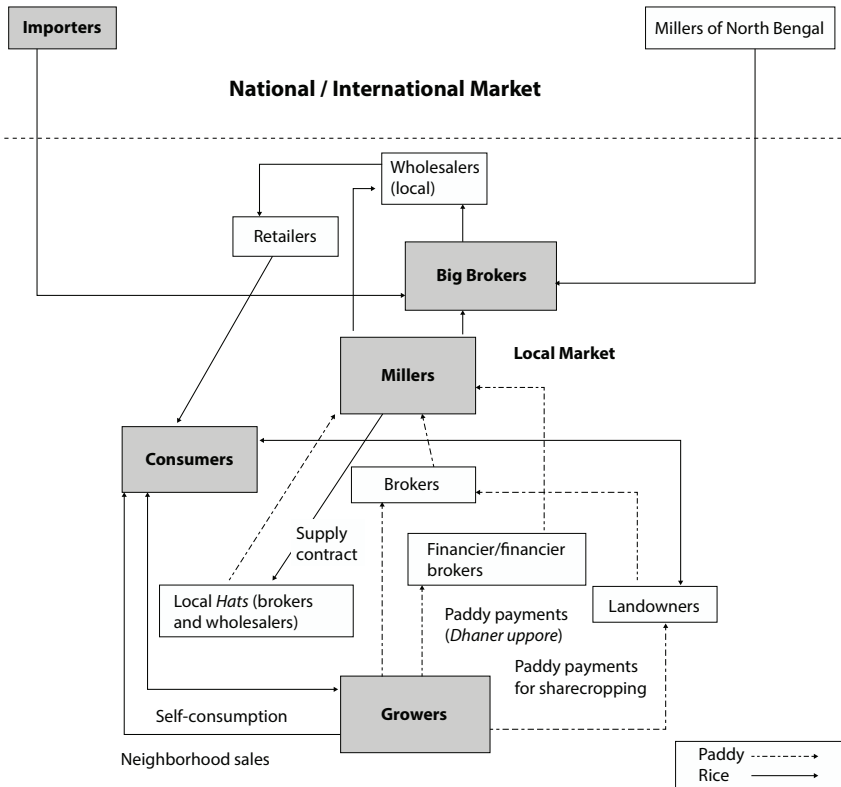 Importers
Millers of North Bengal
National / International Market
Wholesalers
(local)
Retailers
Big Brokers
Local Market
Millers
Consumers
Brokers
Supply
contract
Financier/financier
brokers
Local Hats (brokers
and wholesalers)
Landowners
Paddy payments
(Dhaner uppore)
Paddy payments
for sharecropping
Growers
Self-consumption
Neighborhood sales
Paddy
Rice